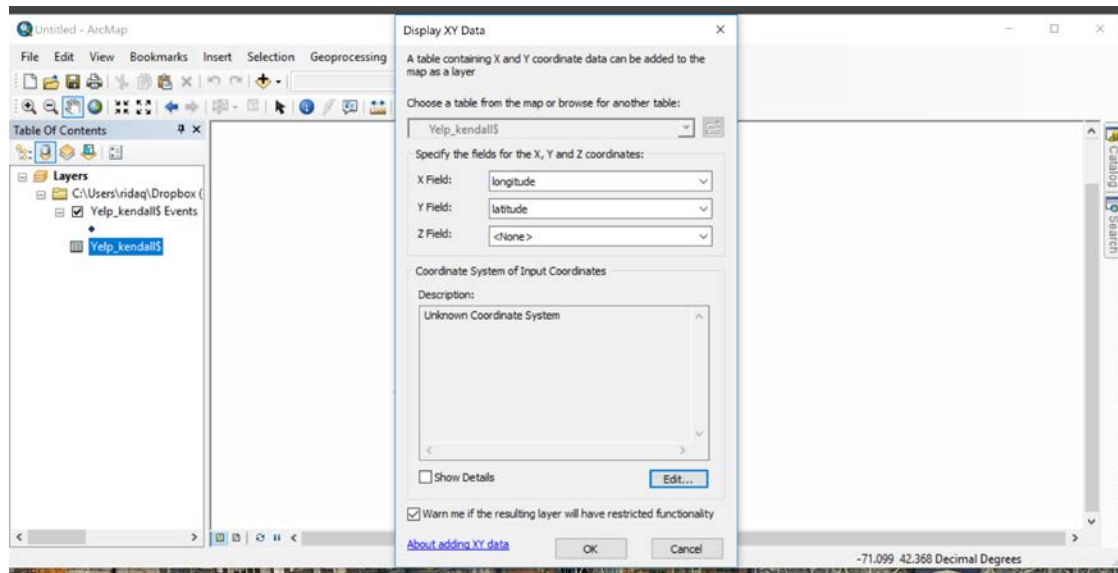 Untitled - ArcMap
File Edit View Bookmarks Insert Selection Geoprocessing
Table Of Contents
Layers
C:\Users\ridaq\Dropbox (
Yelp_kendall$ Events
Yelp_kendall$
Display XY Data
A table containing X and Y coordinate data can be added to the
map as a layer
Choose a table from the map or browse for another table:
Yelp_kendall$
Specify the fields for the X, Y and Z coordinates:
X Field: longitude
Y Field: latitude
Z Field: <None>
Coordinate System of Input Coordinates
Description:
Unknown Coordinate System
Show Details
Edit...
Warn me if the resulting layer will have restricted functionality
About adding XY data
OK
Cancel
Catalog
Search
-71.099 42.368 Decimal Degrees